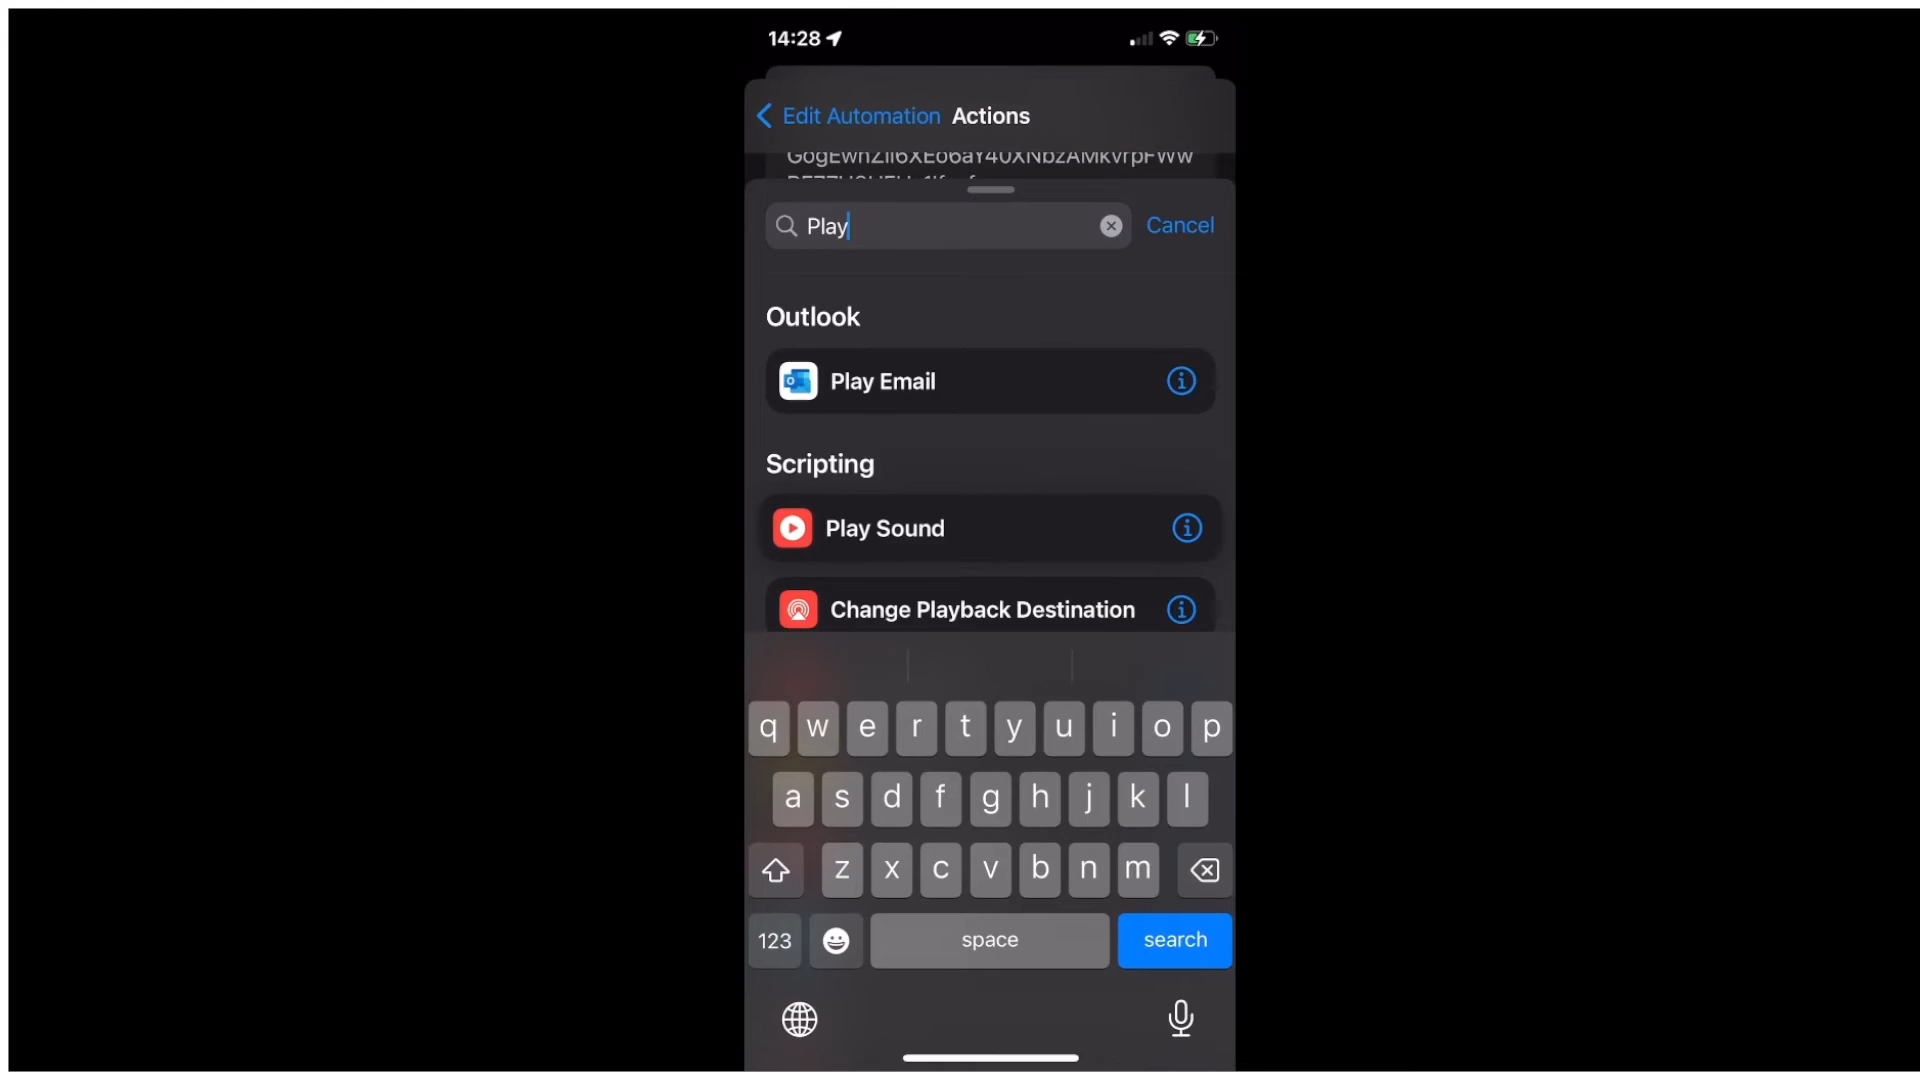 14:28
Edit Automation Actions
Play
Cancel
Outlook
Play Email
Scripting
Play Sound
Change Playback Destination
q w e r t y u i o p
a s d f g h j k l
z x c v b n m
123 space search